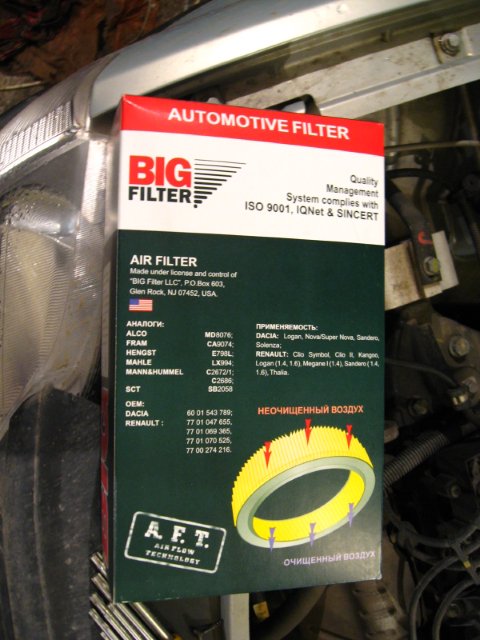 AUTOMOTIVE FILTER
BIG
FILTER
Quality
Management
System complies with
ISO 9001, IQNet & SINCERT
AIR FILTER
Made under license and control of
"BIG Filter LLC", P.O.Box 603,
Glen Rock, NJ 07452, USA.
АНАЛОГИ:
ALCO MD8076;
FRAM CA9074;
HENGST E798L;
MAHLE LX994;
MANN&HUMMEL C2672/1;
C2686;
SCT SB2058
OEM:
DACIA 60 01 543 789;
RENAULT : 77 01 047 655,
77 01 069 365,
77 01 070 525,
77 00 274 216.
ПРИМЕНЯЕМОСТЬ:
DACIA: Logan, Nova/Super Nova, Sandero,
Solenza;
RENAULT: Clio Symbol, Clio II, Kangoo,
Logan (1.4, 1.6), Megane I (1.4), Sandero (1.4,
1.6), Thalia.
НЕОЧИЩЕННЫЙ ВОЗДУХ
ОЧИЩЕННЫЙ ВОЗДУХ
A.F.T.
AIR FLOW
TECHNOLOGY